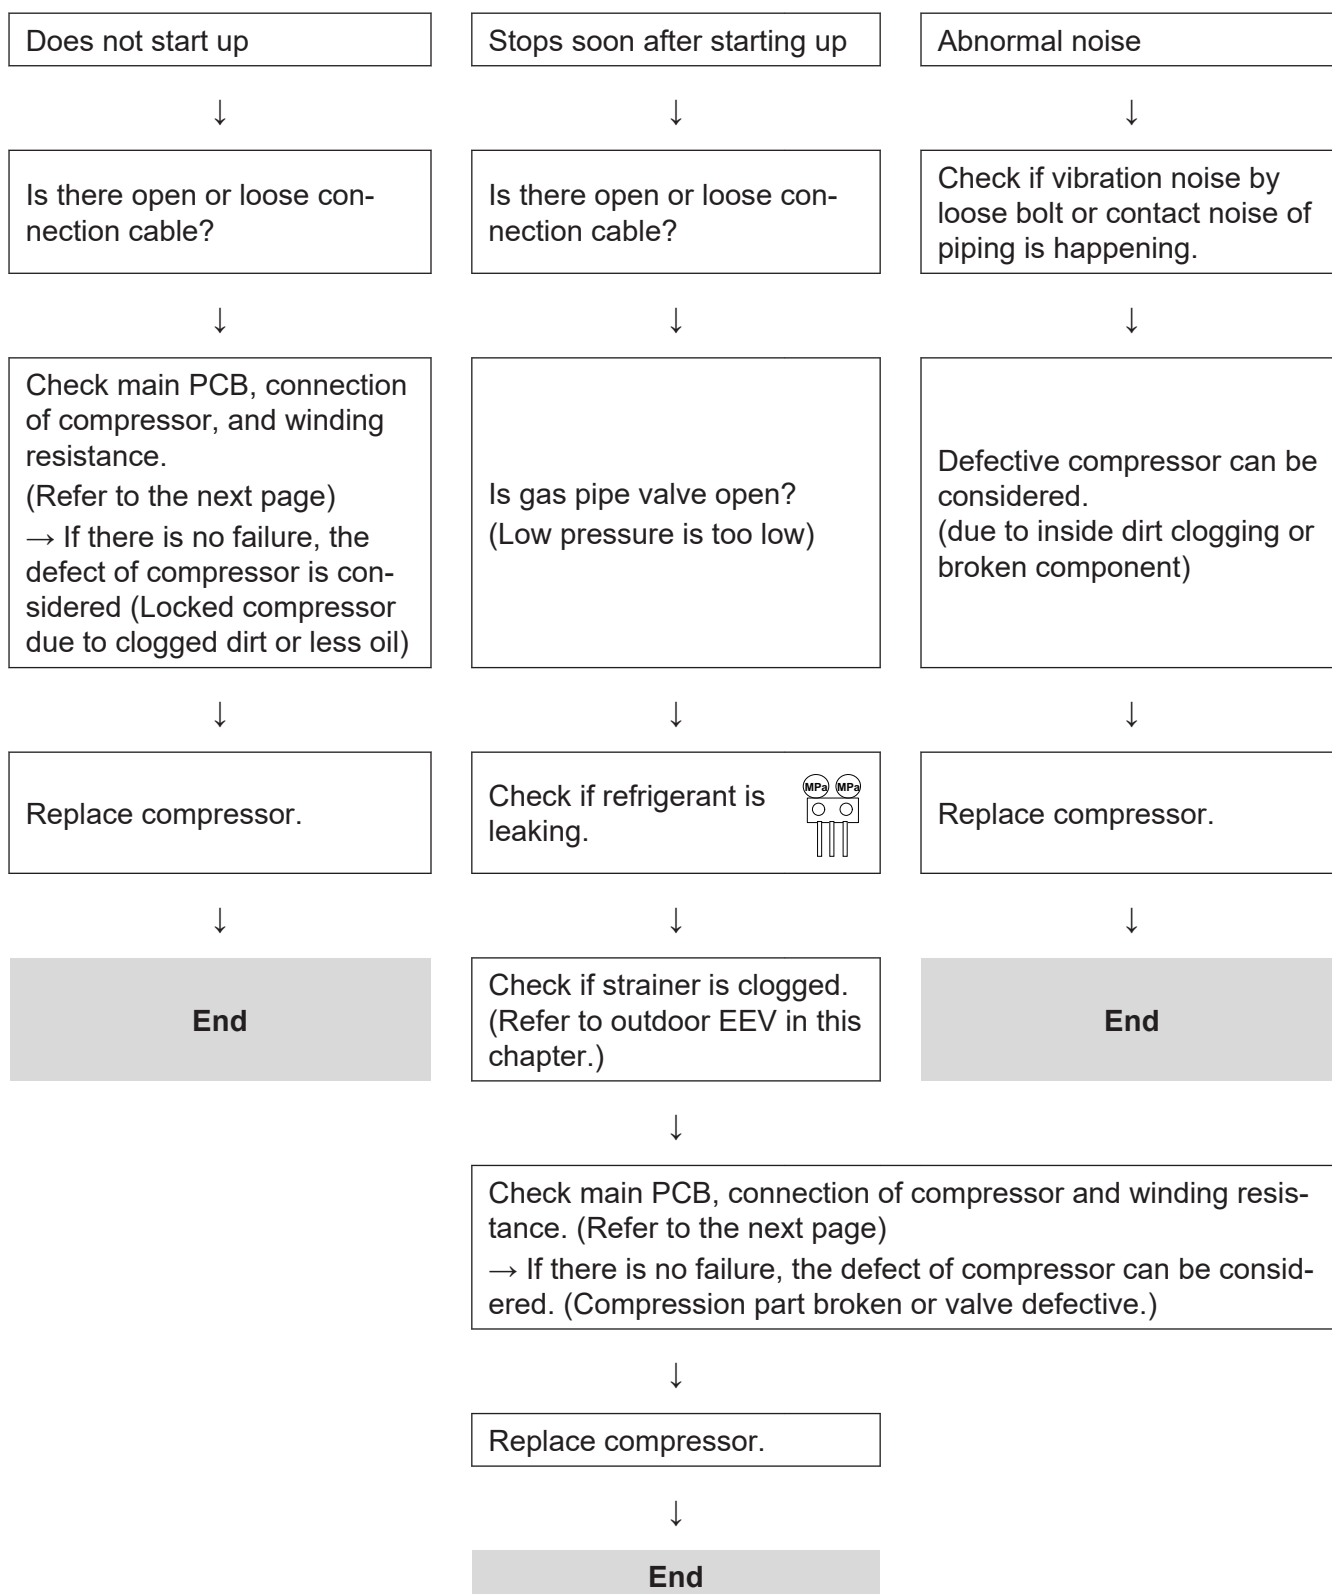 Does not start up
↓
Is there open or loose con-
nection cable?
↓
Check main PCB, connection
of compressor, and winding
resistance.
(Refer to the next page)
→ If there is no failure, the
defect of compressor is con-
sidered (Locked compressor
due to clogged dirt or less oil)
↓
Replace compressor.
↓
End
Stops soon after starting up
↓
Is there open or loose con-
nection cable?
↓
Is gas pipe valve open?
(Low pressure is too low)
↓
Check if refrigerant is
leaking.
MPa MPa
↓
Check if strainer is clogged.
(Refer to outdoor EEV in this
chapter.)
↓
Check main PCB, connection of compressor and winding resis-
tance. (Refer to the next page)
→ If there is no failure, the defect of compressor can be consid-
ered. (Compression part broken or valve defective.)
↓
Replace compressor.
↓
End
Abnormal noise
↓
Check if vibration noise by
loose bolt or contact noise of
piping is happening.
↓
Defective compressor can be
considered.
(due to inside dirt clogging or
broken component)
↓
Replace compressor.
↓
End